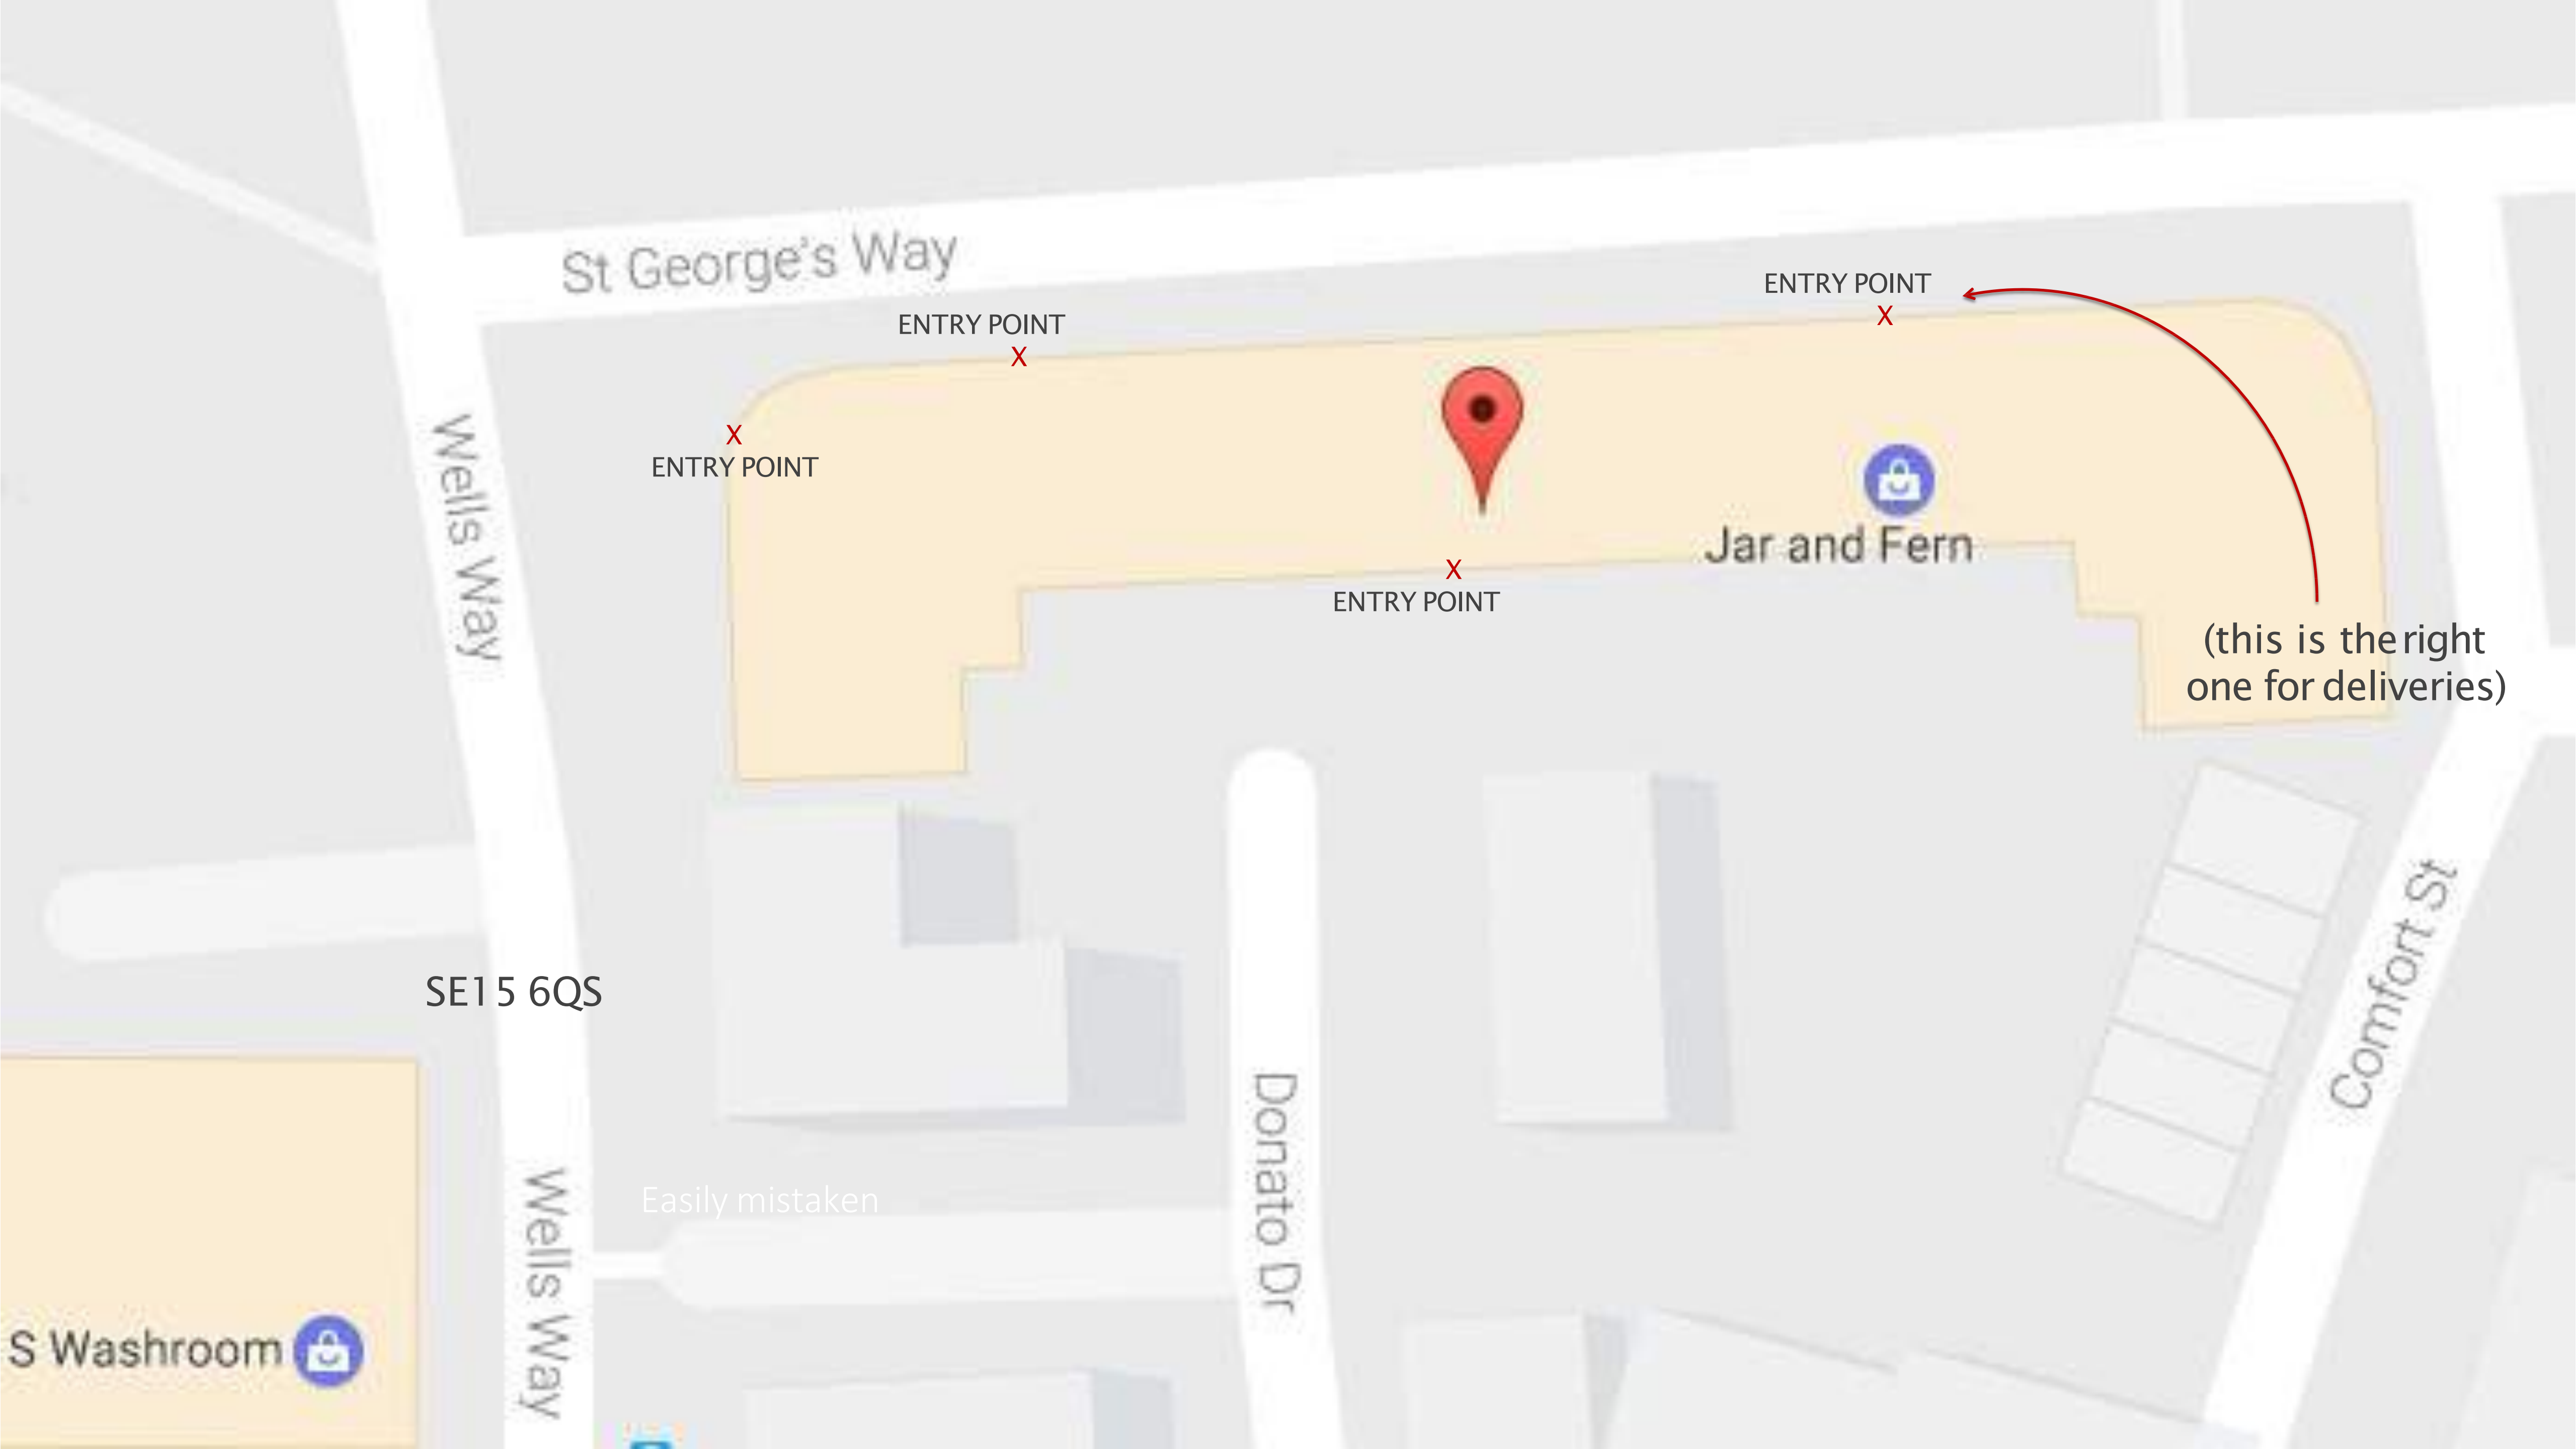 St George's Way
ENTRY POINT
X
ENTRY POINT
X
X
ENTRY POINT
Wells Way
Jar and Fern
X
ENTRY POINT
(this is the right
one for deliveries)
SE15 6QS
Comfort St
Donato Dr
Easily mistaken
Wells Way
S Washroom